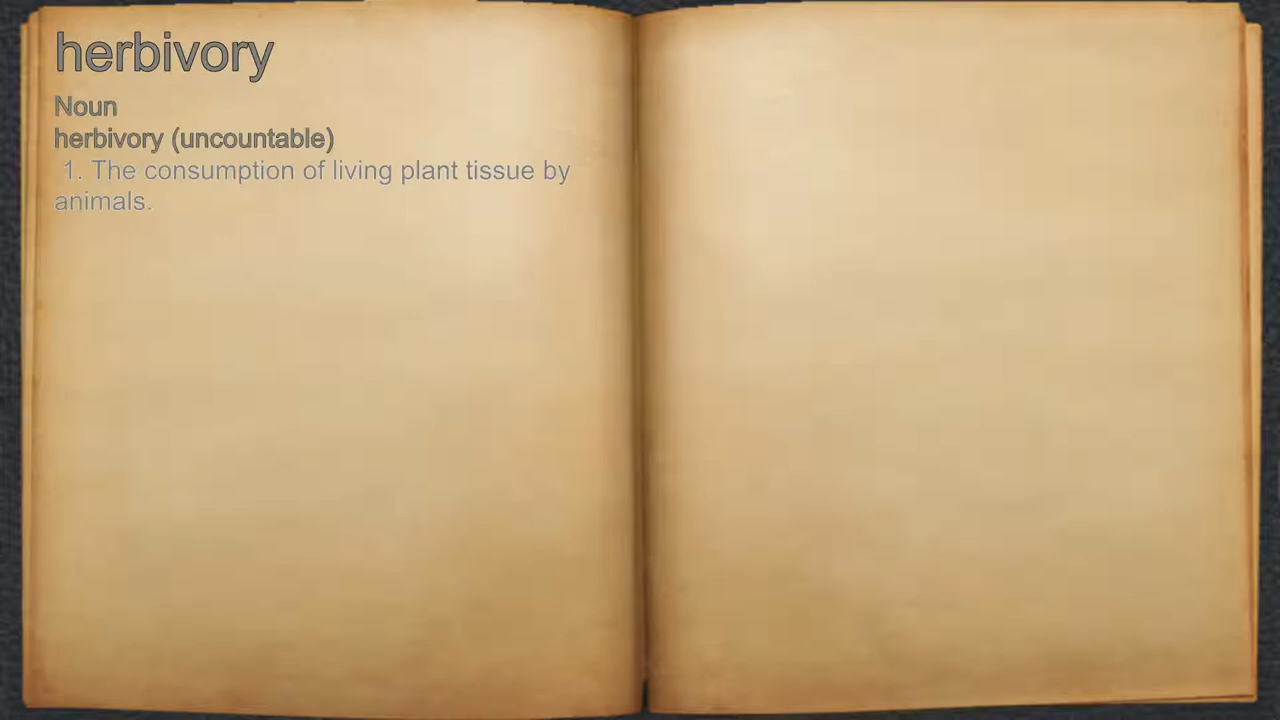 herbivory
Noun
herbivory (uncountable)
1. The consumption of living plant tissue by
animals.